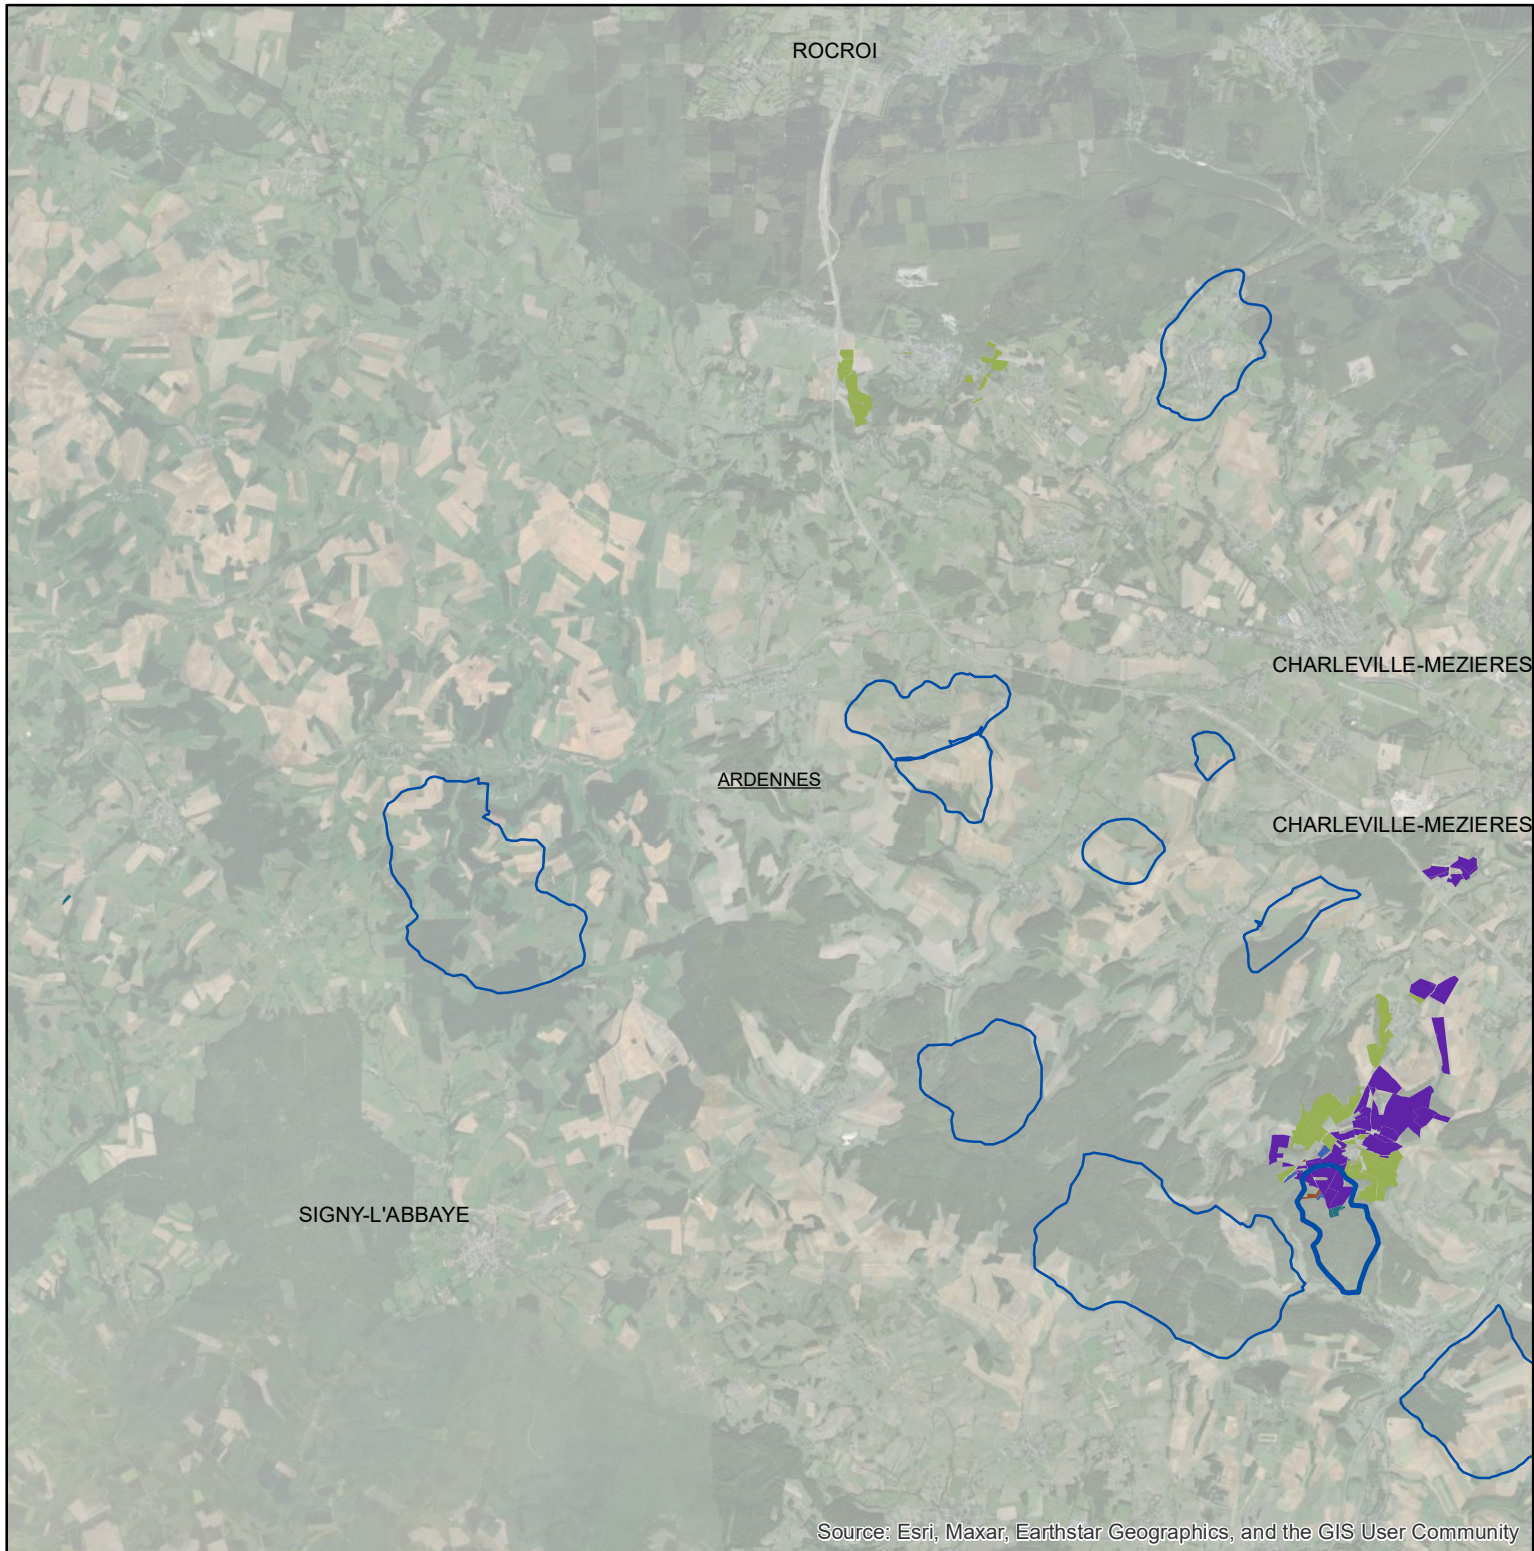 ROCROI
CHARLEVILLE-MEZIERES
ARDENNES
CHARLEVILLE-MEZIERES
SIGNY-L'ABBAYE
Source: Esri, Maxar, Earthstar Geographics, and the GIS User Community